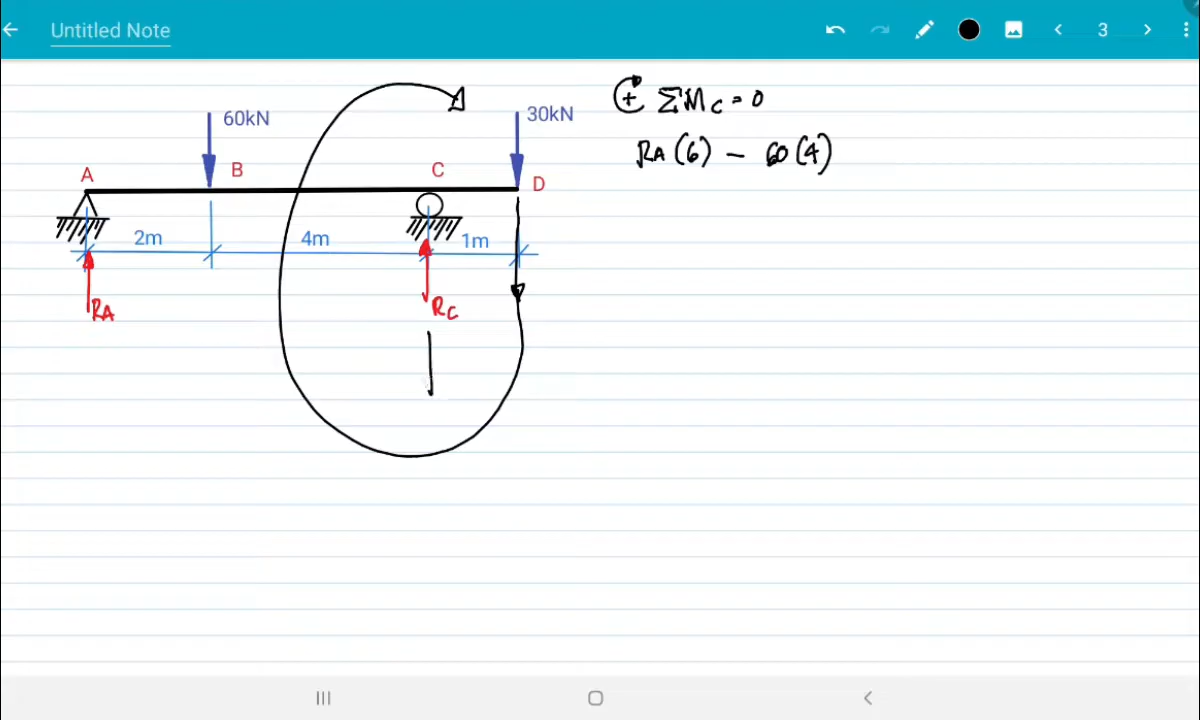 Untitled Note
3
60kN
30kN
A
B
C
D
2m
4m
1m
RA
RC
+ ΣMC = 0
RA (6) - 60 (4)